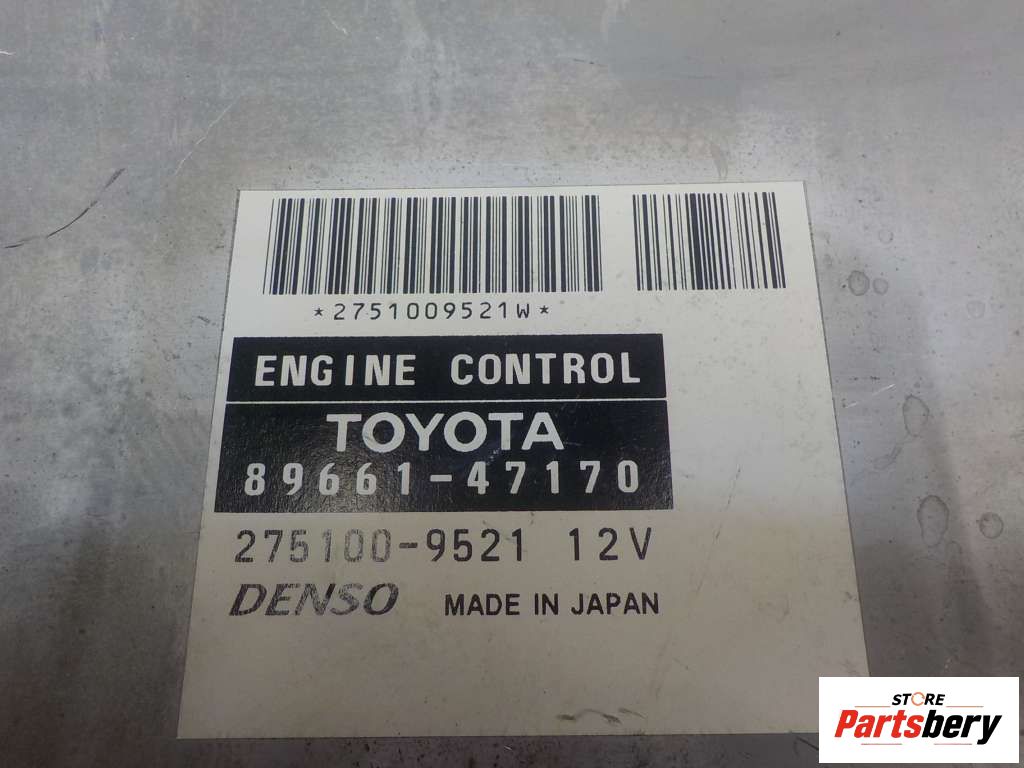 *2751009521W*
ENGINE CONTROL
TOYOTA
89661-47170
275100-9521 12V
DENSO MADE IN JAPAN
STORE
Partsbery